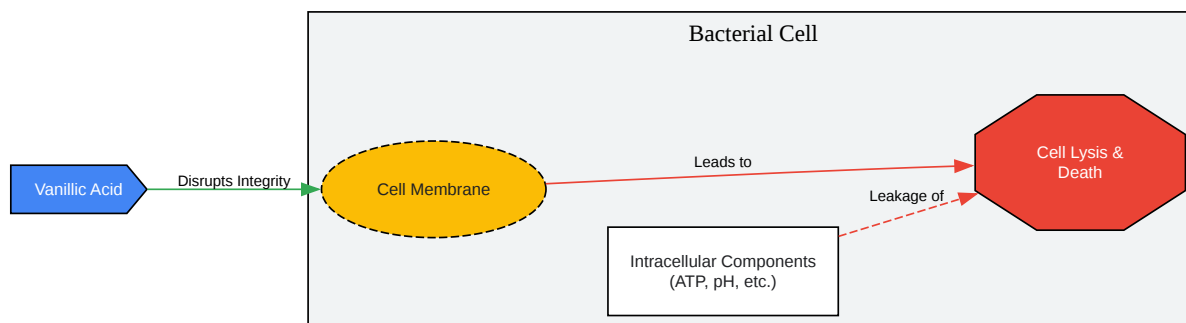 Bacterial Cell
Vanillic Acid
Disrupts Integrity
Cell Membrane
Leads to
Cell Lysis &
Death
Leakage of
Intracellular Components
(ATP, pH, etc.)